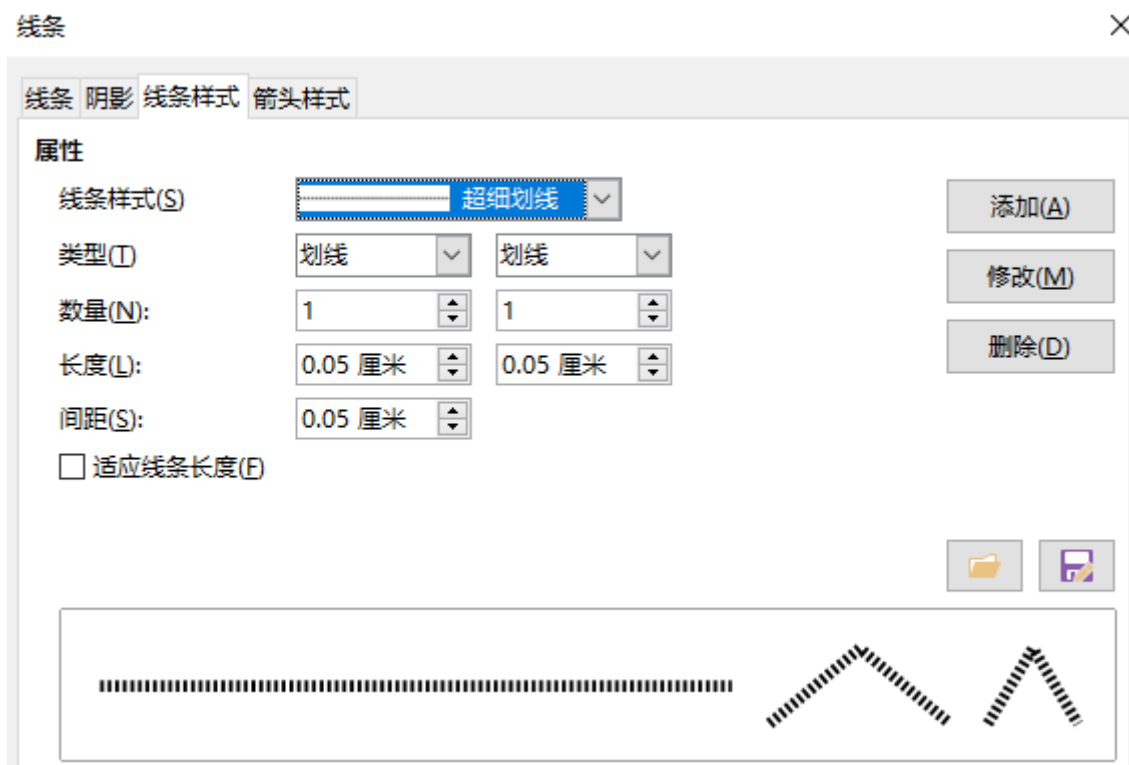 线条
线条 阴影 线条样式 箭头样式
属性
线条样式(S) 超细划线 添加(A)
类型(T) 划线 划线 修改(M)
数量(N): 1 1
长度(L): 0.05 厘米 0.05 厘米 删除(D)
间距(S): 0.05 厘米
适应线条长度(F)